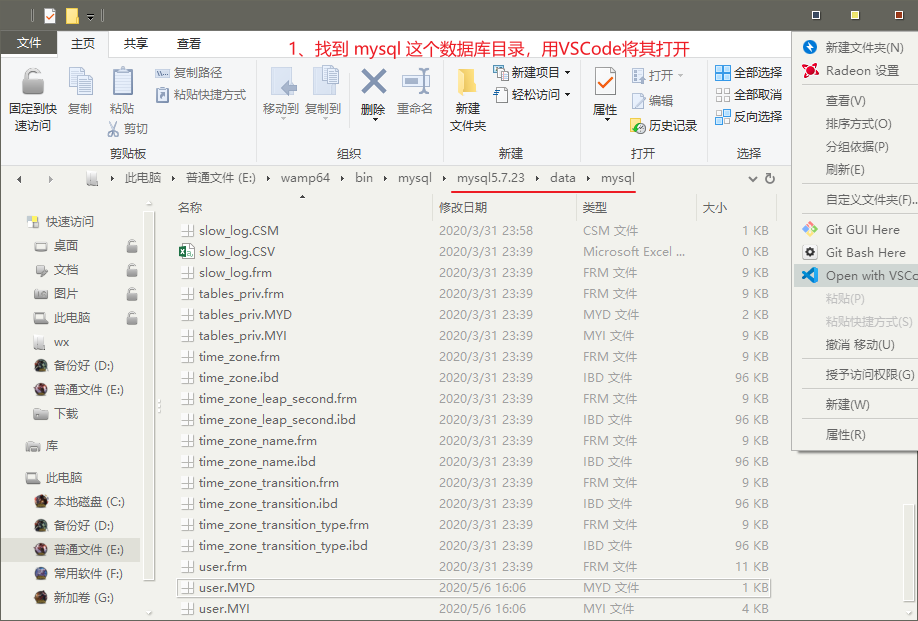 文件
主页
共享
查看
1、找到 mysql 这个数据库目录，用VSCode将其打开
固定到快
速访问
复制
粘贴
复制路径
粘贴快捷方式
剪切
剪贴板
移动到
复制到
删除
重命名
组织
新建
文件夹
新建项目
轻松访问
新建
属性
打开
编辑
历史记录
打开
全部选择
全部取消
反向选择
选择
此电脑 普通文件 (E:) wamp64 bin mysql mysql5.7.23 data mysql
名称 修改日期 类型 大小
slow_log.CSM 2020/3/31 23:58 CSM 文件 1 KB
slow_log.CSV 2020/3/31 23:39 Microsoft Excel ... 0 KB
slow_log.frm 2020/3/31 23:39 FRM 文件 9 KB
tables_priv.frm 2020/3/31 23:39 FRM 文件 9 KB
tables_priv.MYD 2020/3/31 23:39 MYD 文件 2 KB
tables_priv.MYI 2020/3/31 23:39 MYI 文件 9 KB
time_zone.frm 2020/3/31 23:39 FRM 文件 9 KB
time_zone.ibd 2020/3/31 23:39 IBD 文件 96 KB
time_zone_leap_second.frm 2020/3/31 23:39 FRM 文件 9 KB
time_zone_leap_second.ibd 2020/3/31 23:39 IBD 文件 96 KB
time_zone_name.frm 2020/3/31 23:39 FRM 文件 9 KB
time_zone_name.ibd 2020/3/31 23:39 IBD 文件 96 KB
time_zone_transition.frm 2020/3/31 23:39 FRM 文件 9 KB
time_zone_transition.ibd 2020/3/31 23:39 IBD 文件 96 KB
time_zone_transition_type.frm 2020/3/31 23:39 FRM 文件 9 KB
time_zone_transition_type.ibd 2020/3/31 23:39 IBD 文件 96 KB
user.frm 2020/3/31 23:39 FRM 文件 11 KB
user.MYD 2020/5/6 16:06 MYD 文件 1 KB
user.MYI 2020/5/6 16:06 MYI 文件 4 KB
快速访问
桌面
文档
图片
此电脑
wx
备份好 (D:)
普通文件 (E:)
下载
库
此电脑
本地磁盘 (C:)
备份好 (D:)
普通文件 (E:)
常用软件 (F:)
新加卷 (G:)
新建文件夹(N)
Radeon 设置
查看(V)
排序方式(O)
分组依据(P)
刷新(E)
自定义文件夹(F)..
Git GUI Here
Git Bash Here
Open with VSCo
粘贴(P)
粘贴快捷方式(S)
撤消 移动(U)
授予访问权限(G)
新建(W)
属性(R)